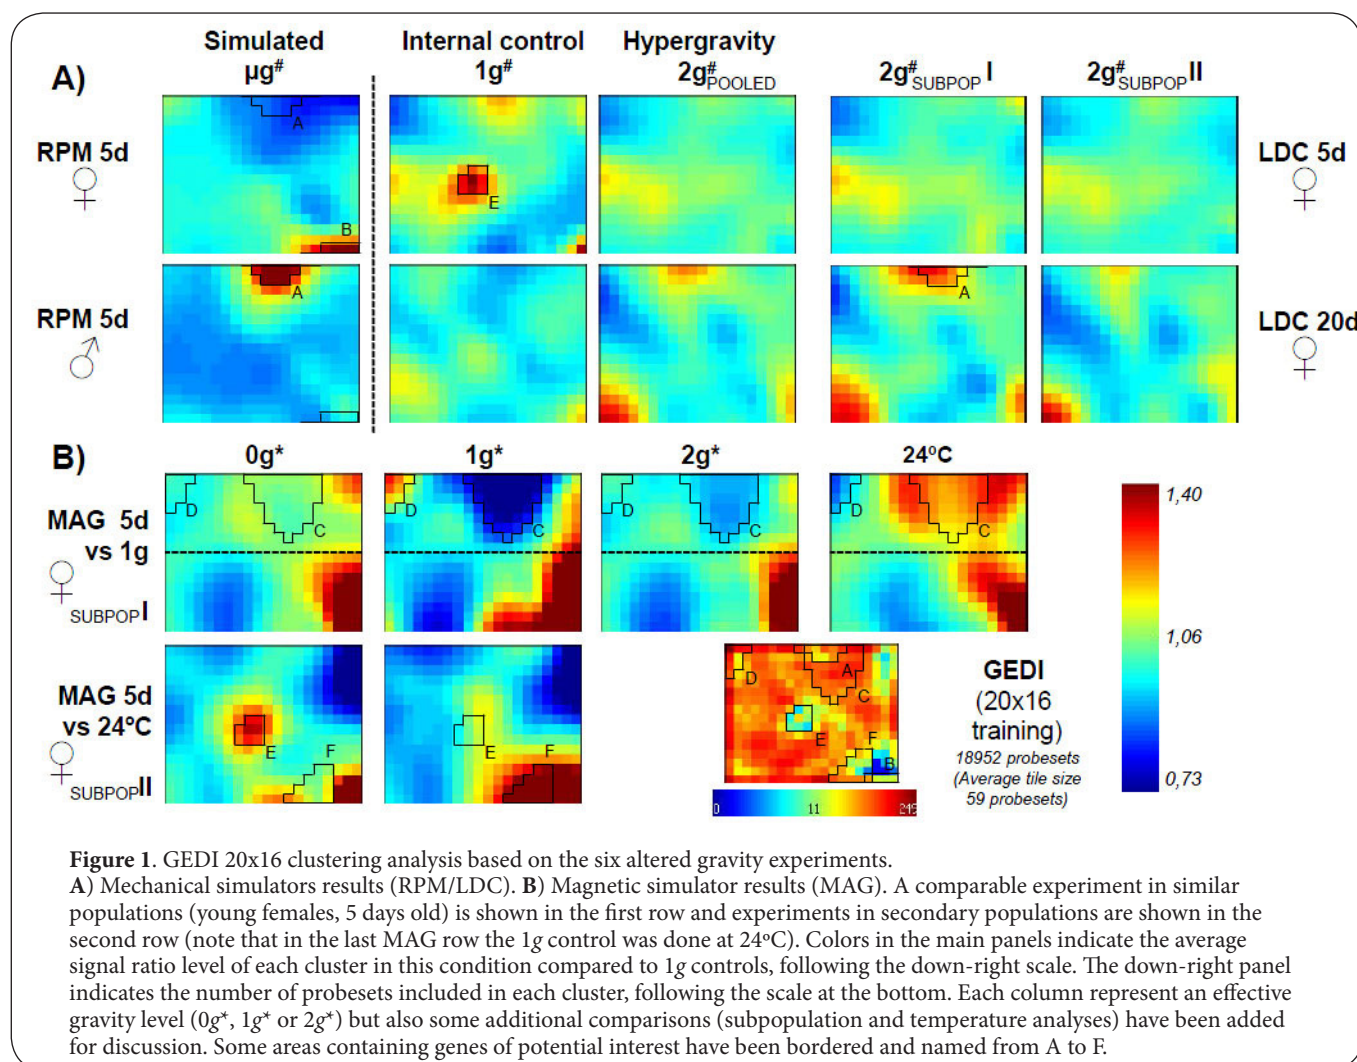 Simulated Internal control Hypergravity
A) µg# 1g# 2g#POOLED 2g#SUBPOP I 2g#SUBPOP II
A
RPM 5d
♀
E
B
LDC 5d
♀
RPM 5d
♂
A
A
LDC 20d
♀
B) 0g* 1g* 2g* 24ºC
MAG 5d
vs 1g
♀ SUBPOP I
D C
D C
D C
D C
1,40
1,06
0,73
MAG 5d
vs 24ºC
♀ SUBPOP II
E F
E F
A D C E F B
0 11 249
GEDI
(20x16
training)
18952 probesets
(Average tile size
59 probesets)
Figure 1. GEDI 20x16 clustering analysis based on the six altered gravity experiments.
A) Mechanical simulators results (RPM/LDC). B) Magnetic simulator results (MAG). A comparable experiment in similar
populations (young females, 5 days old) is shown in the first row and experiments in secondary populations are shown in the
second row (note that in the last MAG row the 1g control was done at 24ºC). Colors in the main panels indicate the average
signal ratio level of each cluster in this condition compared to 1g controls, following the down-right scale. The down-right panel
indicates the number of probesets included in each cluster, following the scale at the bottom. Each column represent an effective
gravity level (0g*, 1g* or 2g*) but also some additional comparisons (subpopulation and temperature analyses) have been added
for discussion. Some areas containing genes of potential interest have been bordered and named from A to F.